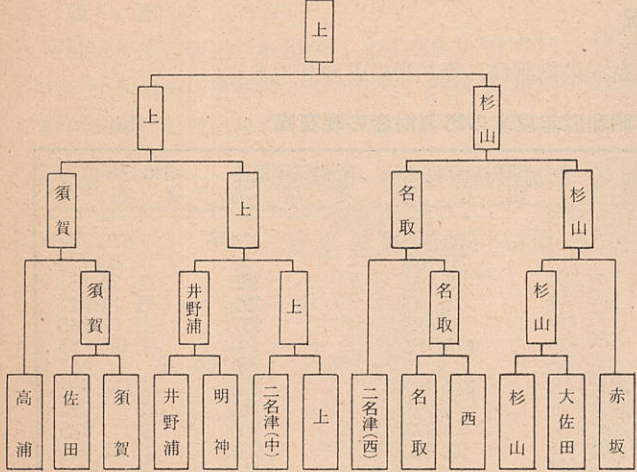 上
上
杉山
須賀
上
名取
杉山
須賀
井野浦
上
名取
杉山
高浦
佐田
須賀
井野浦
明神
二名津(中)
上
二名津(西)
名取
西
杉山
大佐田
赤坂